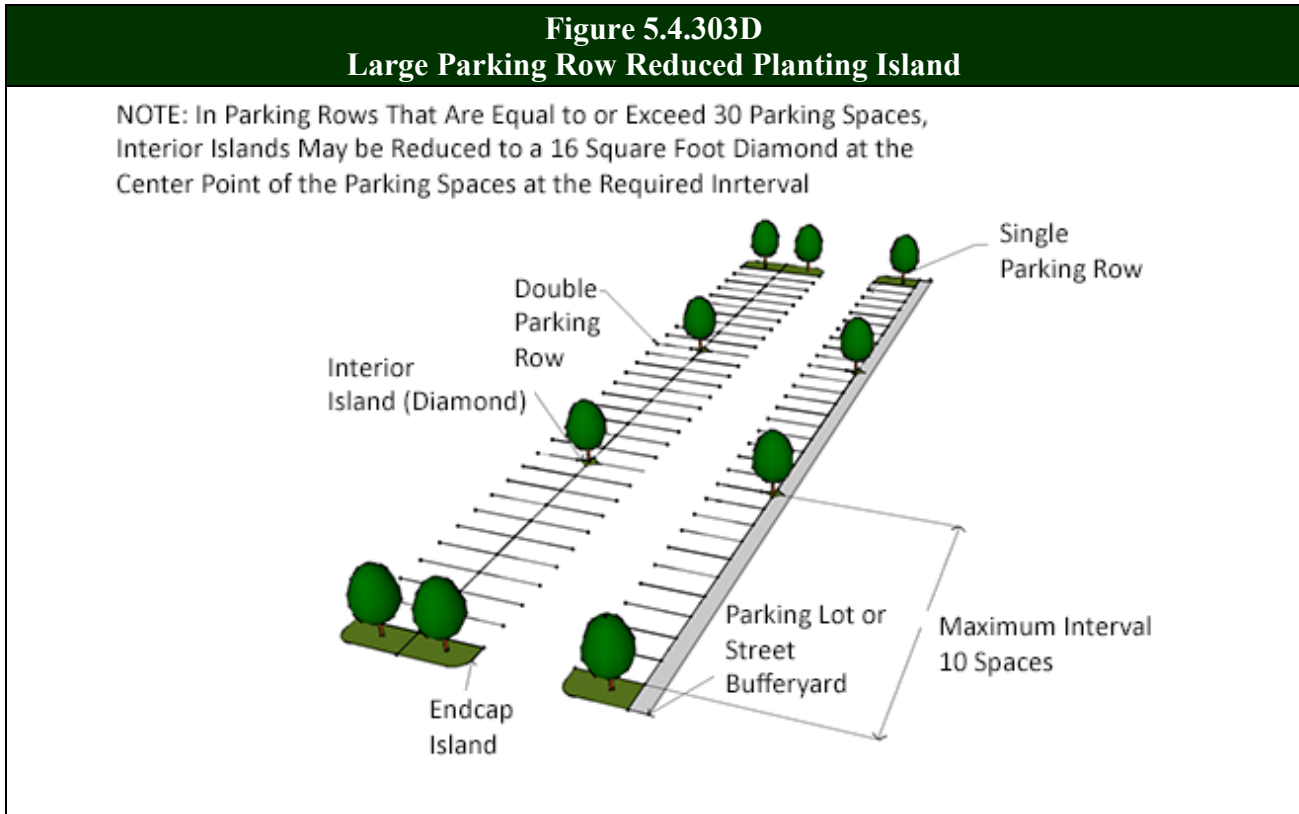 Figure 5.4.303D
Large Parking Row Reduced Planting Island
NOTE: In Parking Rows That Are Equal to or Exceed 30 Parking Spaces,
Interior Islands May be Reduced to a 16 Square Foot Diamond at the
Center Point of the Parking Spaces at the Required Inrterval
Single
Parking Row
Double
Parking
Row
Interior
Island (Diamond)
Parking Lot or
Street
Bufferyard
Maximum Interval
10 Spaces
Endcap
Island